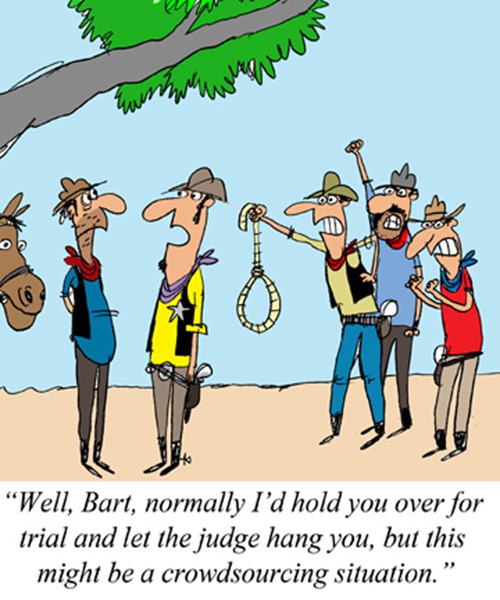 “Well, Bart, normally I’d hold you over for
trial and let the judge hang you, but this
might be a crowdsourcing situation.”